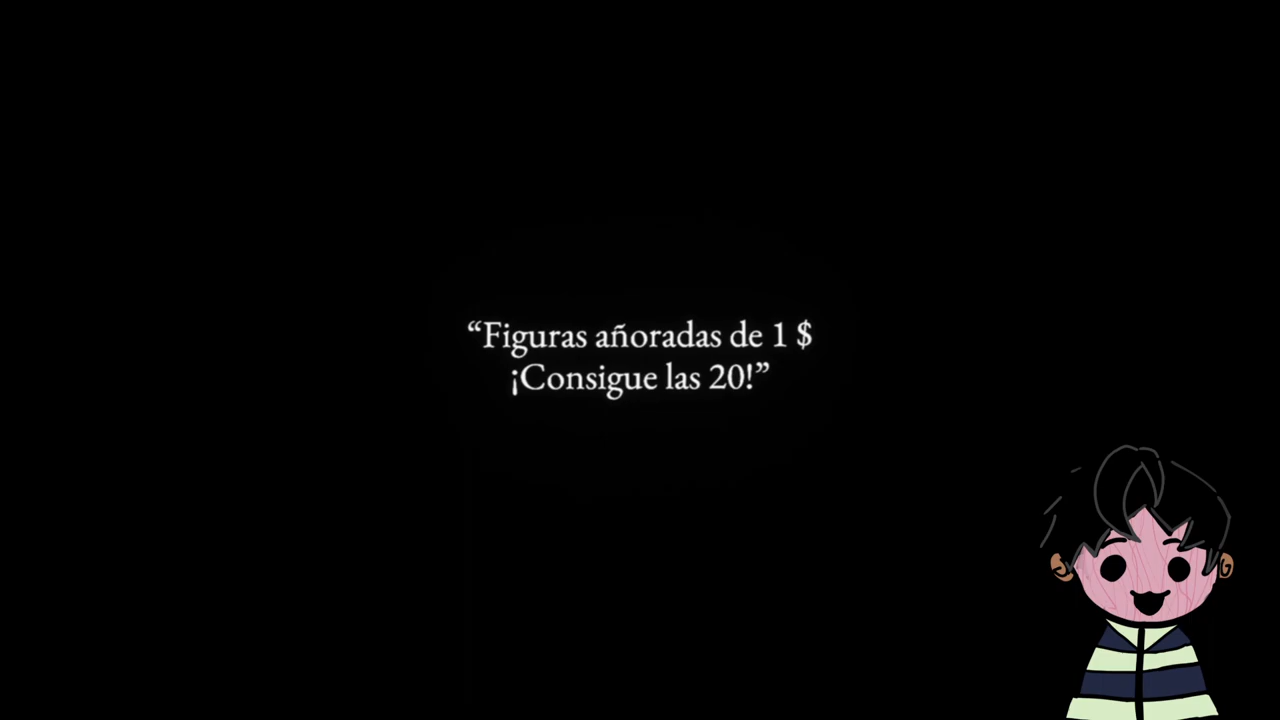 “Figuras añoradas de 1 $
¡Consigue las 20!”